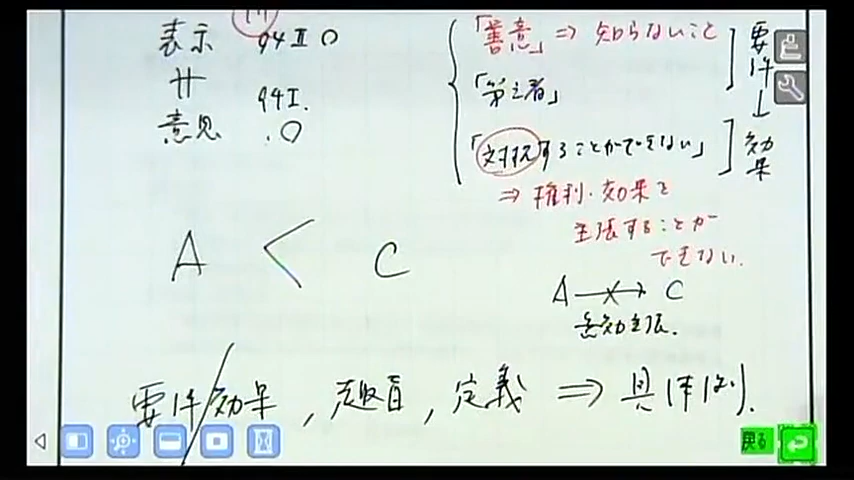 表示 94Ⅱ○
サ 94Ⅰ.
意思 .○
A < C
「善意」⇒ 知らないこと
「第三者」
「対抗することができない」
⇒ 権利・効果を
主張することが
できない.
要件
↓
効果
A → C
無効主張.
要件/効果, 趣旨, 定義 ⇒ 具体例.
戻る